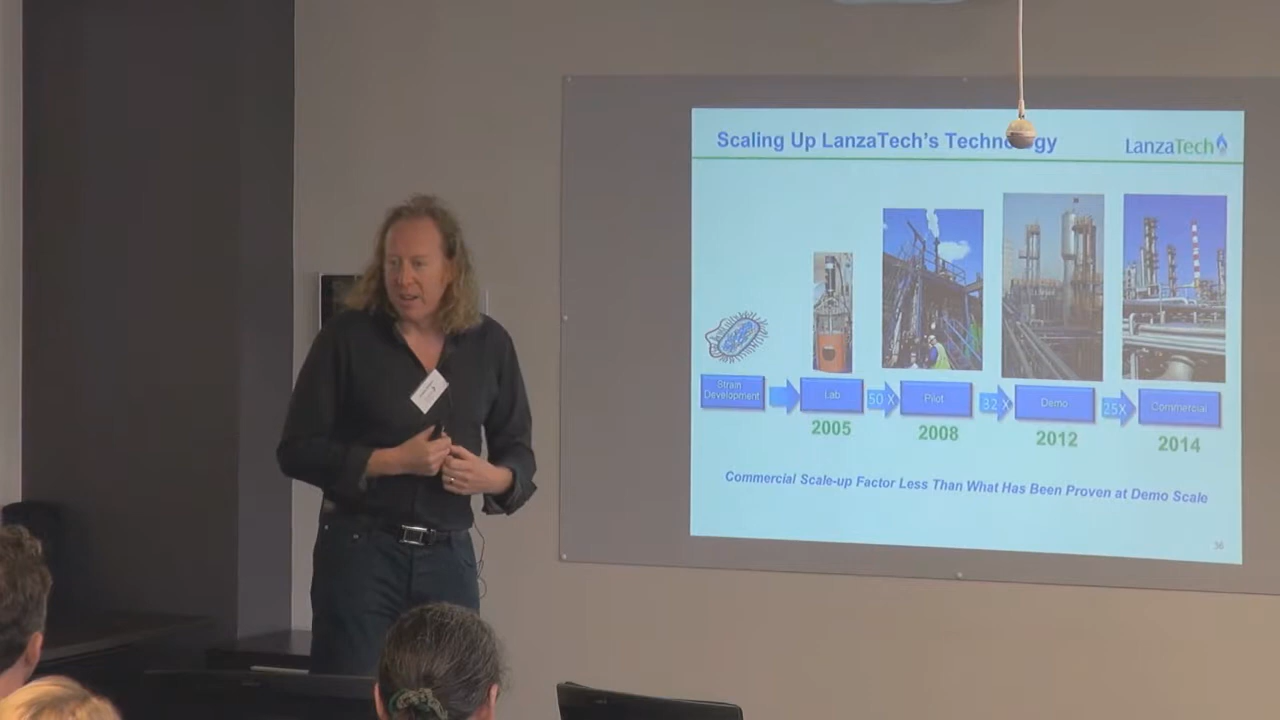 Scaling Up LanzaTech's Technology
LanzaTech
Strain
Development
Lab
50 X
Pilot
32 X
Demo
25X
Commercial
2005
2008
2012
2014
Commercial Scale-up Factor Less Than What Has Been Proven at Demo Scale
36